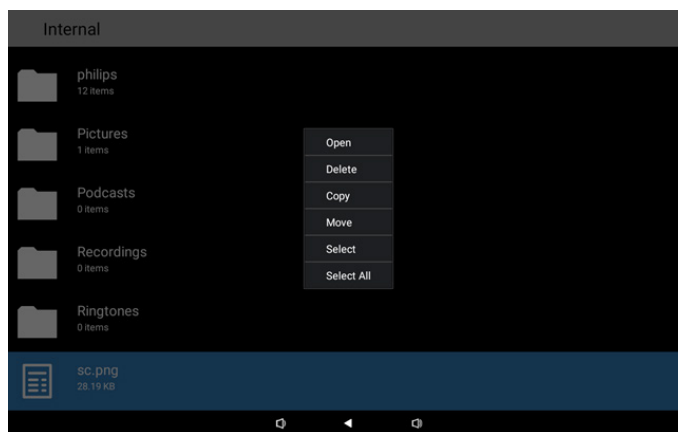 Internal
philips
12 items
Pictures
1 items
Podcasts
0 items
Recordings
0 items
Ringtones
0 items
sc.png
28.19 KB
Open
Delete
Copy
Move
Select
Select All